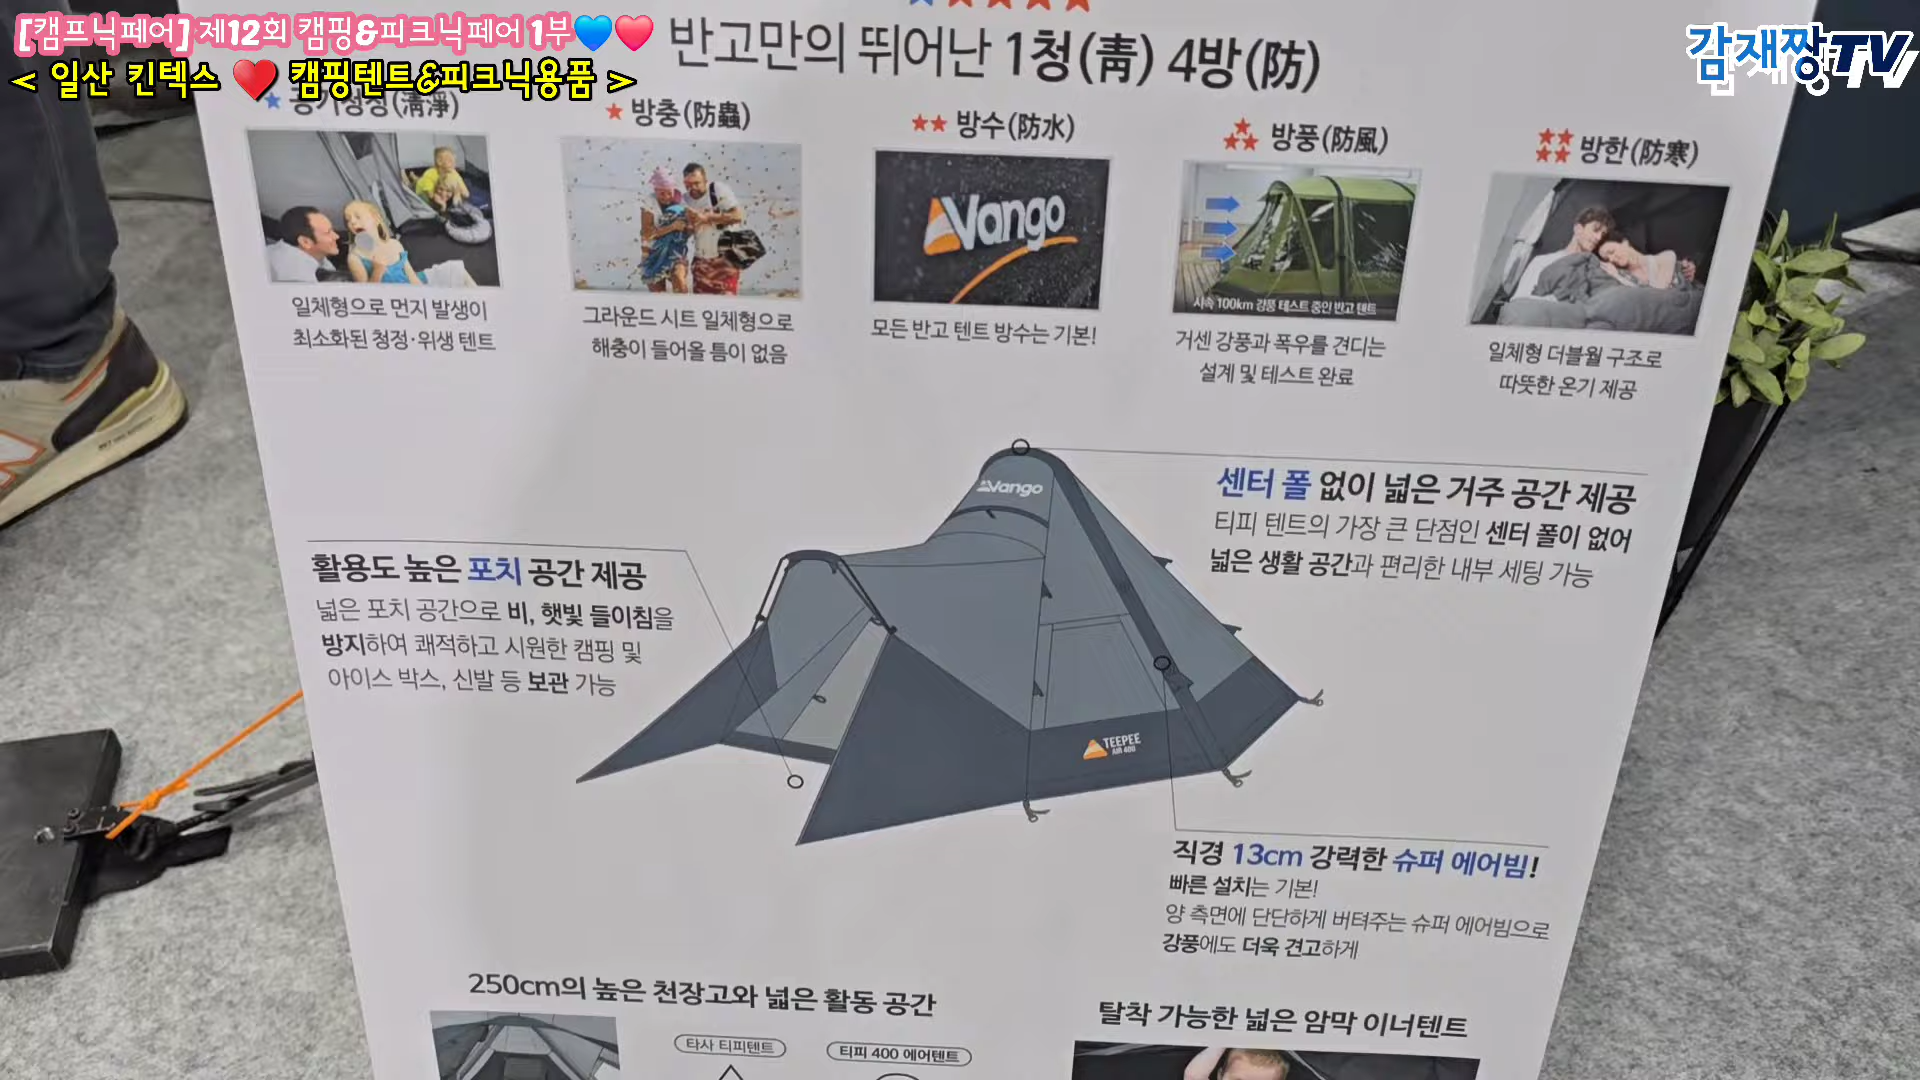 [캠프닉페어] 제12회 캠핑&피크닉페어 1부
< 일산 킨텍스 캠핑텐트&피크닉용품 >
감재짱TV
반고만의 뛰어난 1청(靑) 4방(防)
공기청정(清淨)
방충(防蟲)
방수(防水)
방풍(防風)
방한(防寒)
Vango
시속 100km 강풍 테스트 중인 반고 텐트
일체형으로 먼지 발생이
최소화된 청정·위생 텐트
그라운드 시트 일체형으로
해충이 들어올 틈이 없음
모든 반고 텐트 방수는 기본!
거센 강풍과 폭우를 견디는
설계 및 테스트 완료
일체형 더블월 구조로
따뜻한 온기 제공
센터 폴 없이 넓은 거주 공간 제공
티피 텐트의 가장 큰 단점인 센터 폴이 없어
넓은 생활 공간과 편리한 내부 세팅 가능
Vango
활용도 높은 포치 공간 제공
넓은 포치 공간으로 비, 햇빛 들이침을
방지하여 쾌적하고 시원한 캠핑 및
아이스 박스, 신발 등 보관 가능
TEEPEE
AIR 400
직경 13cm 강력한 슈퍼 에어빔!
빠른 설치는 기본!
양 측면에 단단하게 버텨주는 슈퍼 에어빔으로
강풍에도 더욱 견고하게
250cm의 높은 천장고와 넓은 활동 공간
타사 티피텐트
티피 400 에어텐트
탈착 가능한 넓은 암막 이너텐트